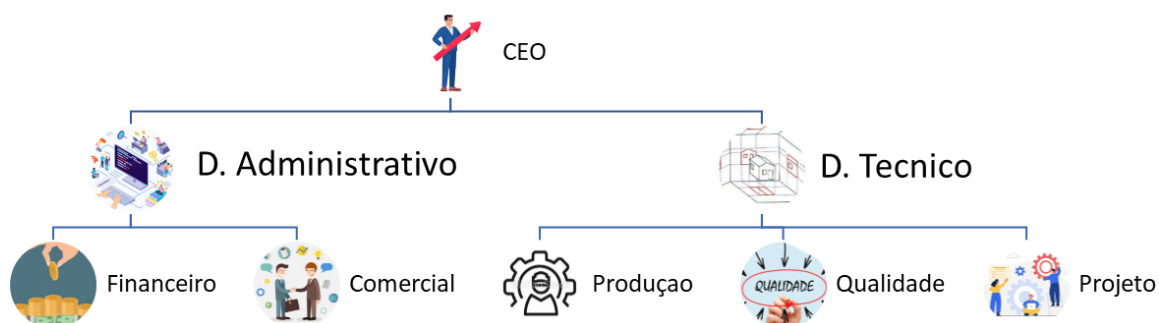 CEO
D. Administrativo
D. Tecnico
Financeiro
Comercial
Produçao
QUALIDADE
Qualidade
Projeto